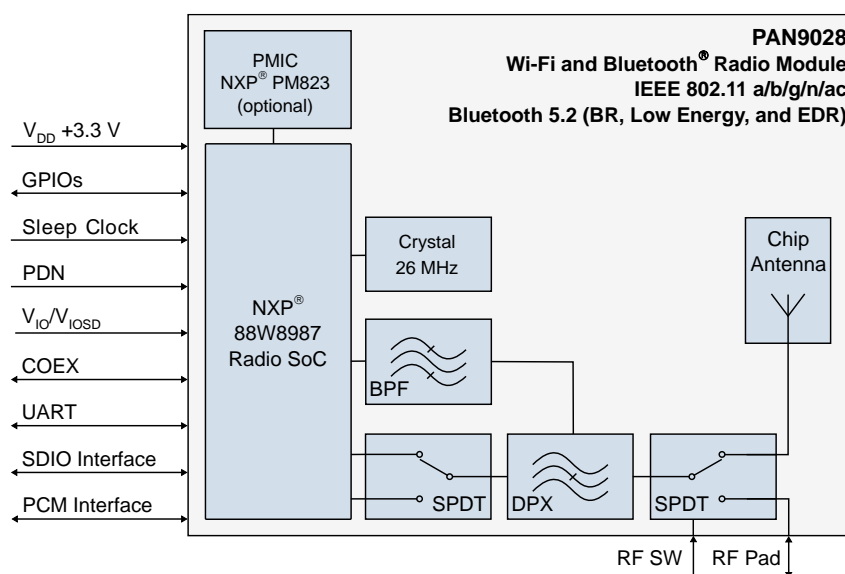 PAN9028
Wi-Fi and Bluetooth® Radio Module
IEEE 802.11 a/b/g/n/ac
Bluetooth 5.2 (BR, Low Energy, and EDR)
PMIC
NXP® PM823
(optional)
VDD +3.3 V
GPIOs
Sleep Clock
PDN
VIO/VIOSD
COEX
UART
SDIO Interface
PCM Interface
NXP®
88W8987
Radio SoC
Crystal
26 MHz
BPF
SPDT
DPX
SPDT
Chip
Antenna
RF SW
RF Pad